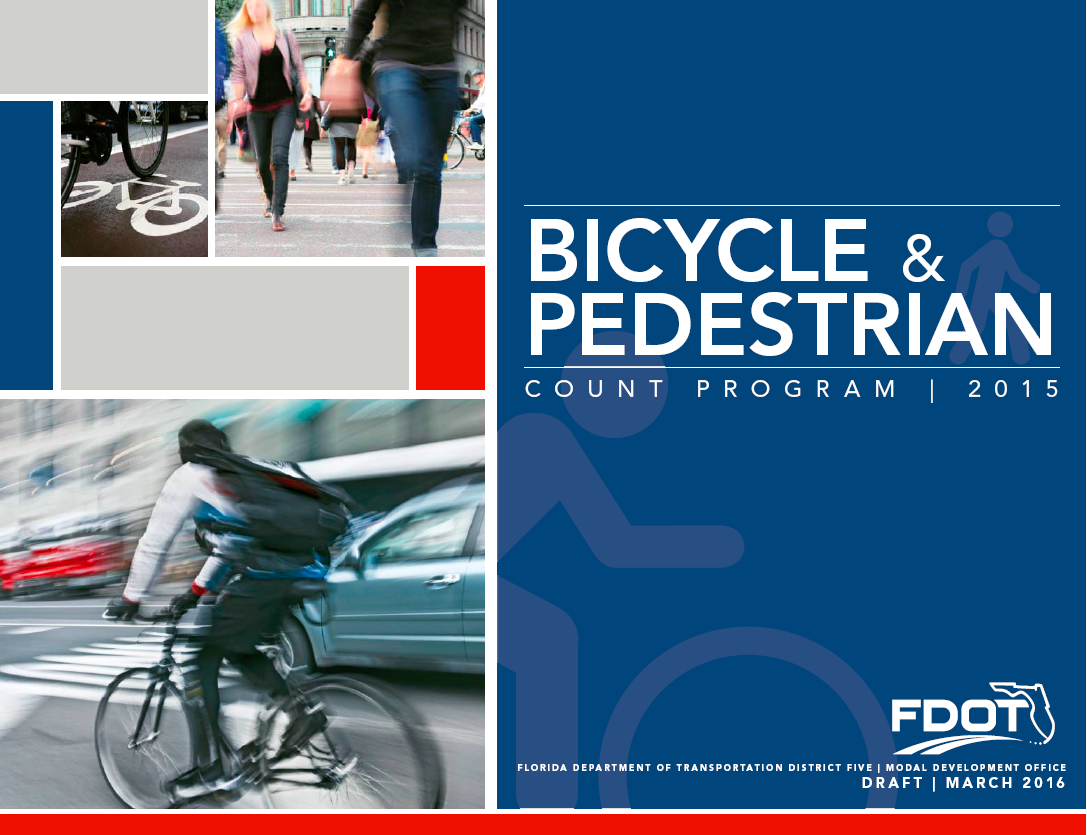 BICYCLE &
PEDESTRIAN
COUNT PROGRAM | 2015
FDOT
FLORIDA DEPARTMENT OF TRANSPORTATION DISTRICT FIVE | MODAL DEVELOPMENT OFFICE
DRAFT | MARCH 2016